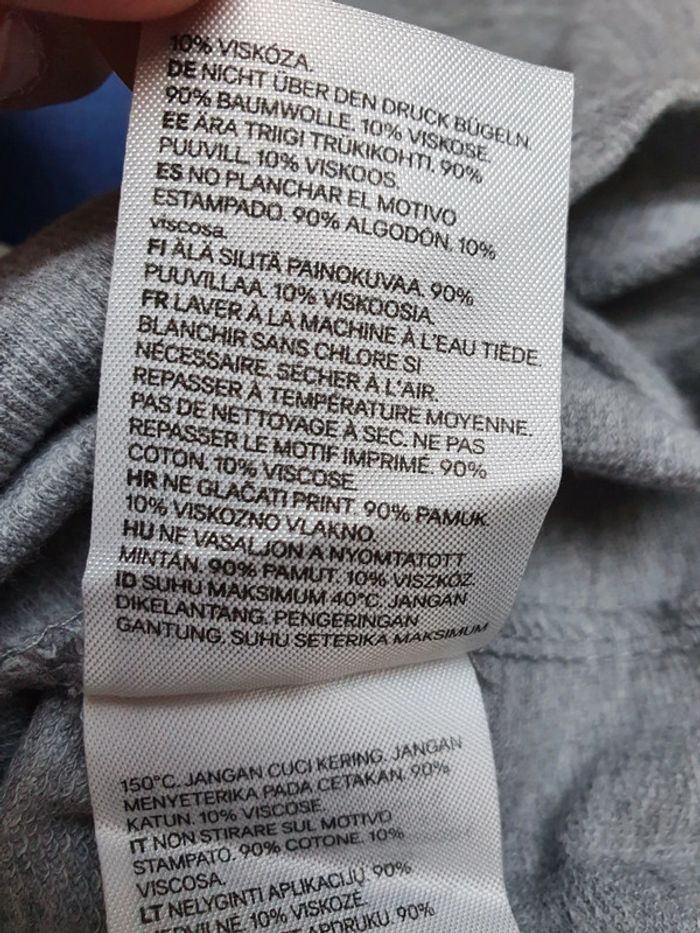 10% VISKÓZA.
DE NICHT ÜBER DEN DRUCK BÜGELN.
90% BAUMWOLLE. 10% VISKOSE.
EE ÄRA TRIIGI TRÜKIKOHTI. 90%
PUUVILL. 10% VISKOOS.
ES NO PLANCHAR EL MOTIVO
ESTAMPADO. 90% ALGODÓN. 10%
viscosa.
FI ÄLÄ SILITÄ PAINOKUVAA. 90%
PUUVILLAA. 10% VISKOOSIA.
FR LAVER À LA MACHINE À L'EAU TIÈDE.
BLANCHIR SANS CHLORE SI
NÉCESSAIRE. SÉCHER À L'AIR.
REPASSER À TEMPÉRATURE MOYENNE.
PAS DE NETTOYAGE À SEC. NE PAS
REPASSER LE MOTIF IMPRIMÉ. 90%
COTON. 10% VISCOSE.
HR NE GLAČATI PRINT. 90% PAMUK.
10% VISKOZNO VLAKNO.
HU NE VASALJON A NYOMTATOTT
MINTÁN. 90% PAMUT. 10% VISZKÓZ.
ID SUHU MAKSIMUM 40°C. JANGAN
DIKELANTANG. PENGERINGAN
GANTUNG. SUHU SETERIKA MAKSIMUM
150°C. JANGAN CUCI KERING. JANGAN
MENYETERIKA PADA CETAKAN. 90%
KATUN. 10% VISCOSE.
IT NON STIRARE SUL MOTIVO
STAMPATO. 90% COTONE. 10%
VISCOSA.
LT NELYGINTI APLIKACIJŲ. 90%
MEDVILNĖ. 10% VISKOZĖ.
APDRUKU. 90%